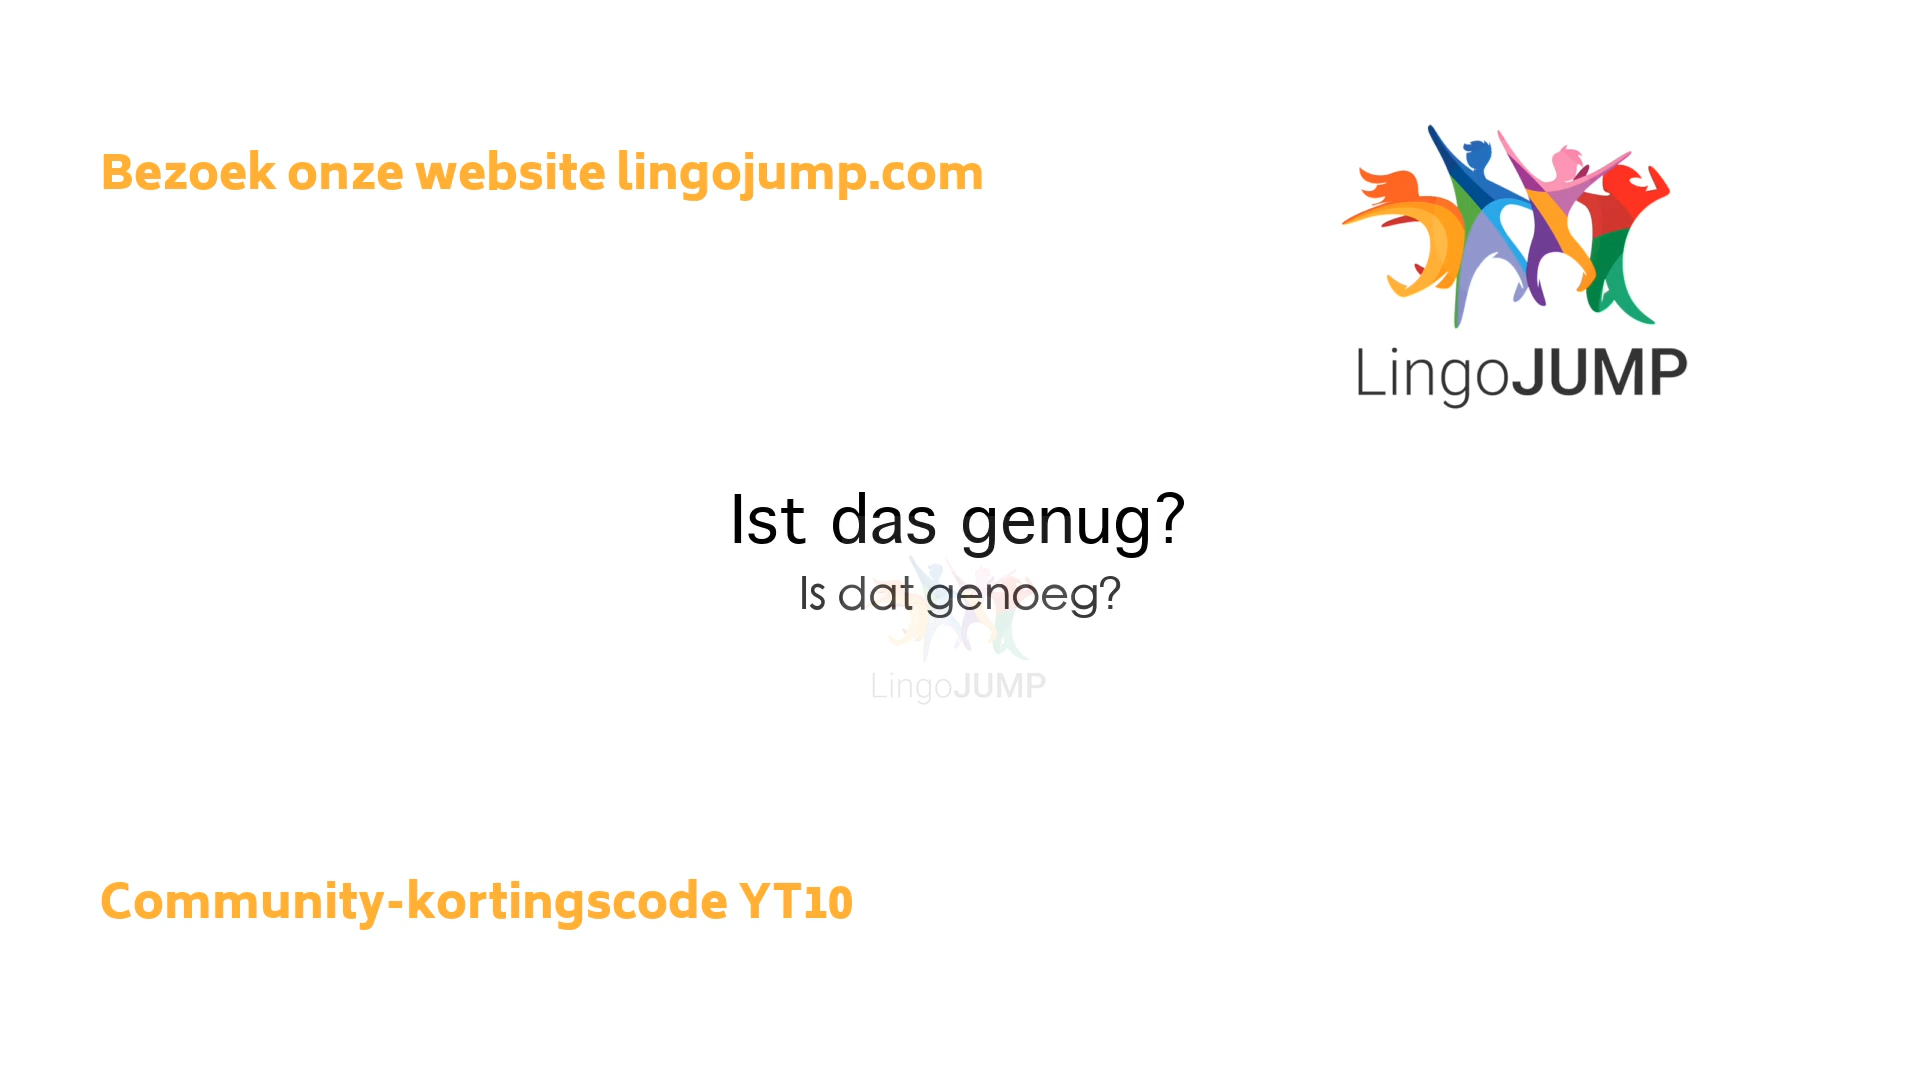 Bezoek onze website lingojump.com
LingoJUMP
Ist das genug?
Is dat genoeg?
LingoJUMP
Community-kortingscode YT10